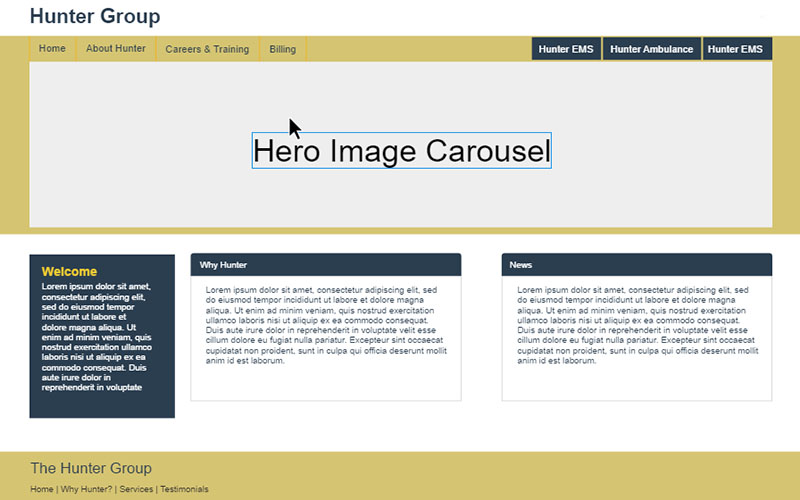 Hunter Group
Home About Hunter Careers & Training Billing Hunter EMS Hunter Ambulance Hunter EMS
Hero Image Carousel
Welcome
Lorem ipsum dolor sit amet,
consectetur adipiscing elit,
sed do eiusmod tempor
incididunt ut labore et
dolore magna aliqua. Ut
enim ad minim veniam, quis
nostrud exercitation ullamco
laboris nisi ut aliquip ex ea
commodo consequat. Duis
aute irure dolor in
reprehenderit in voluptate
Why Hunter
Lorem ipsum dolor sit amet, consectetur adipiscing elit, sed
do eiusmod tempor incididunt ut labore et dolore magna
aliqua. Ut enim ad minim veniam, quis nostrud exercitation
ullamco laboris nisi ut aliquip ex ea commodo consequat.
Duis aute irure dolor in reprehenderit in voluptate velit esse
cillum dolore eu fugiat nulla pariatur. Excepteur sint occaecat
cupidatat non proident, sunt in culpa qui officia deserunt mollit
anim id est laborum.
News
Lorem ipsum dolor sit amet, consectetur adipiscing elit, sed
do eiusmod tempor incididunt ut labore et dolore magna
aliqua. Ut enim ad minim veniam, quis nostrud exercitation
ullamco laboris nisi ut aliquip ex ea commodo consequat.
Duis aute irure dolor in reprehenderit in voluptate velit esse
cillum dolore eu fugiat nulla pariatur. Excepteur sint occaecat
cupidatat non proident, sunt in culpa qui officia deserunt mollit
anim id est laborum.
The Hunter Group
Home | Why Hunter? | Services | Testimonials